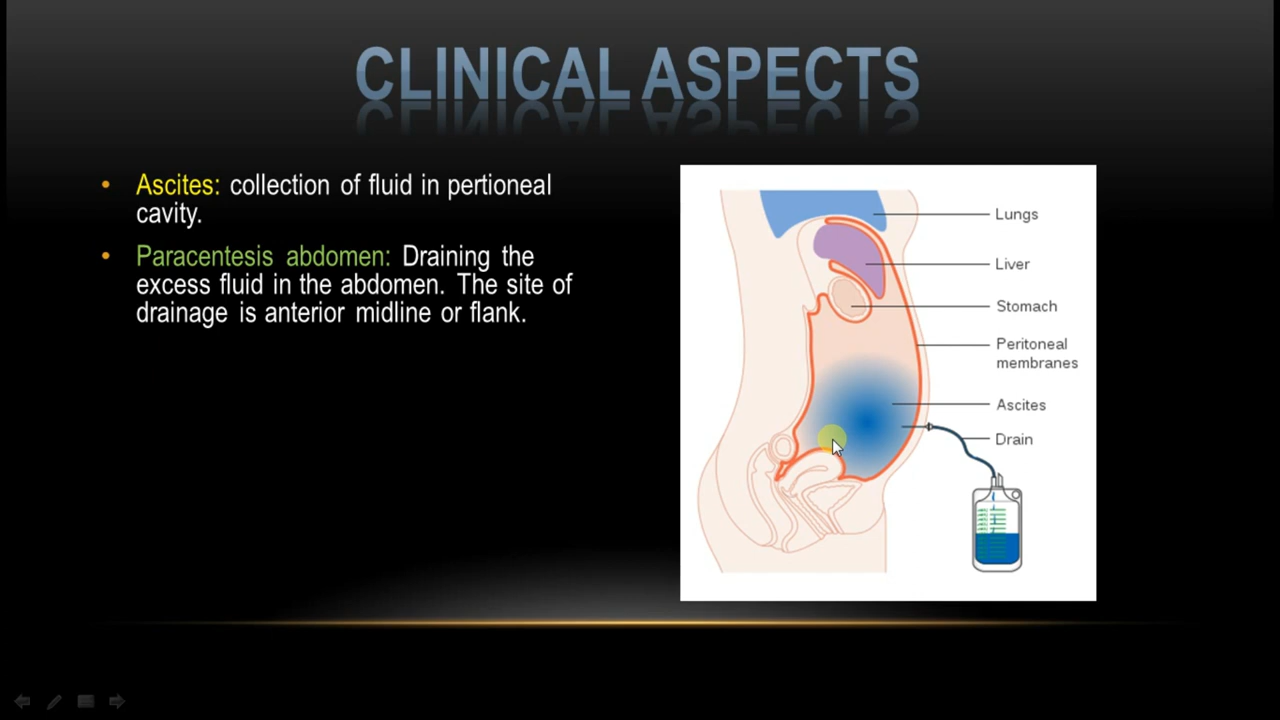 CLINICAL ASPECTS
• Ascites: collection of fluid in pertioneal
cavity.
• Paracentesis abdomen: Draining the
excess fluid in the abdomen. The site of
drainage is anterior midline or flank.
Lungs
Liver
Stomach
Peritoneal
membranes
Ascites
Drain